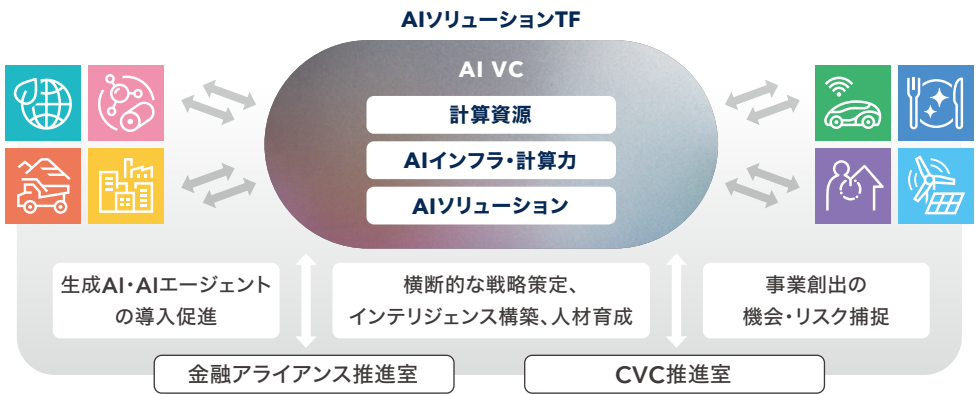 AIソリューションTF
AI VC
計算資源
AIインフラ・計算力
AIソリューション
生成AI・AIエージェント
の導入促進
横断的な戦略策定、
インテリジェンス構築、人材育成
事業創出の
機会・リスク捕捉
金融アライアンス推進室
CVC推進室